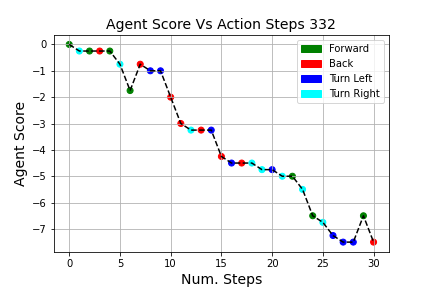 Agent Score Vs Action Steps 332
Forward
Back
Turn Left
Turn Right
Agent Score
0
−1
−2
−3
−4
−5
−6
−7
0 5 10 15 20 25 30
Num. Steps